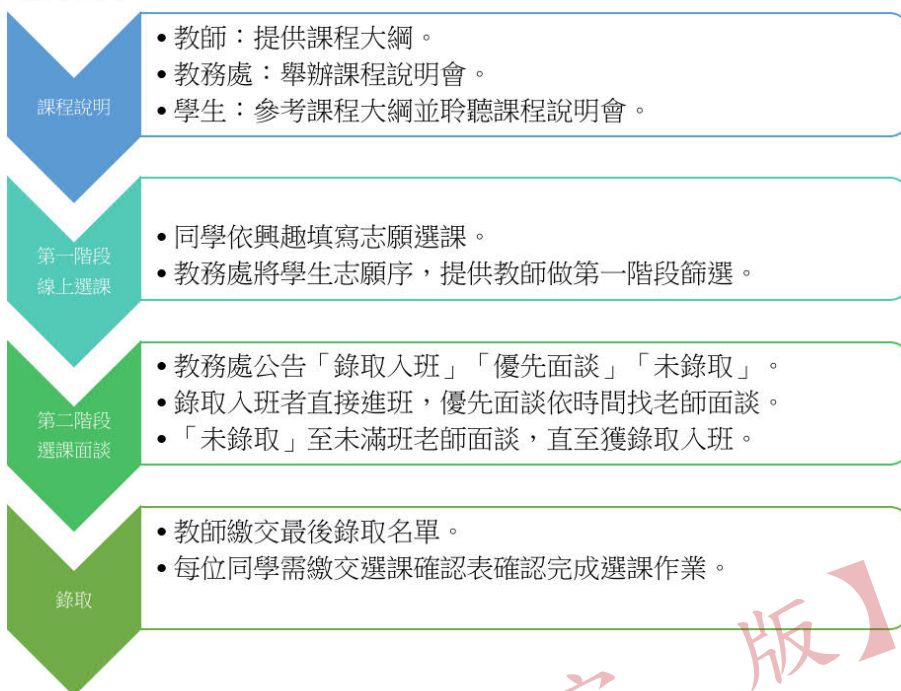 課程說明
• 教師：提供課程大綱。
• 教務處：舉辦課程說明會。
• 學生：參考課程大綱並聆聽課程說明會。
第一階段
線上選課
• 同學依興趣填寫志願選課。
• 教務處將學生志願序，提供教師做第一階段篩選。
第二階段
選課面談
• 教務處公告「錄取入班」「優先面談」「未錄取」。
• 錄取入班者直接進班，優先面談依時間找老師面談。
• 「未錄取」至未滿班老師面談，直至獲錄取入班。
錄取
• 教師繳交最後錄取名單。
• 每位同學需繳交選課確認表確認完成選課作業。
版】